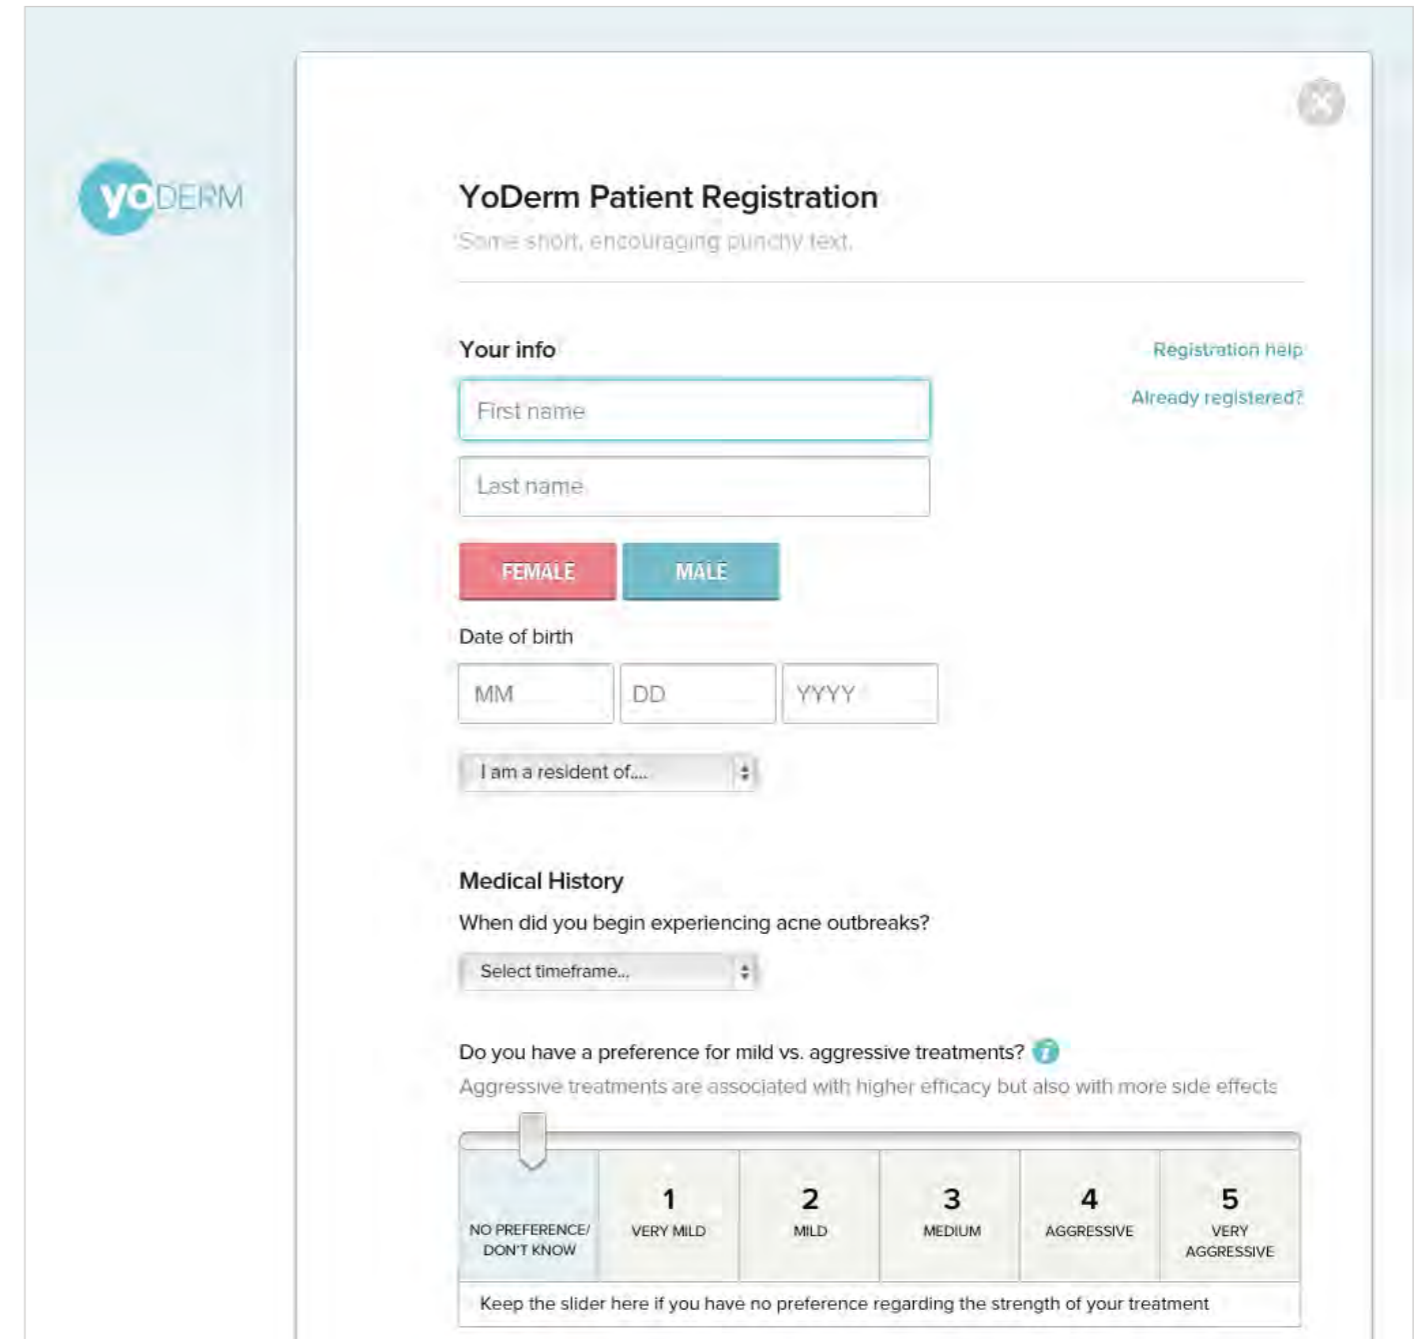 yoDERM
YoDerm Patient Registration
Some short, encouraging punchy text.
Your info
Registration help
First name
Already registered?
Last name
FEMALE MALE
Date of birth
MM DD YYYY
I am a resident of....
Medical History
When did you begin experiencing acne outbreaks?
Select timeframe...
Do you have a preference for mild vs. aggressive treatments? i
Aggressive treatments are associated with higher efficacy but also with more side effects
1 2 3 4 5
NO PREFERENCE/ VERY MILD MILD MEDIUM AGGRESSIVE VERY
DON'T KNOW AGGRESSIVE
Keep the slider here if you have no preference regarding the strength of your treatment